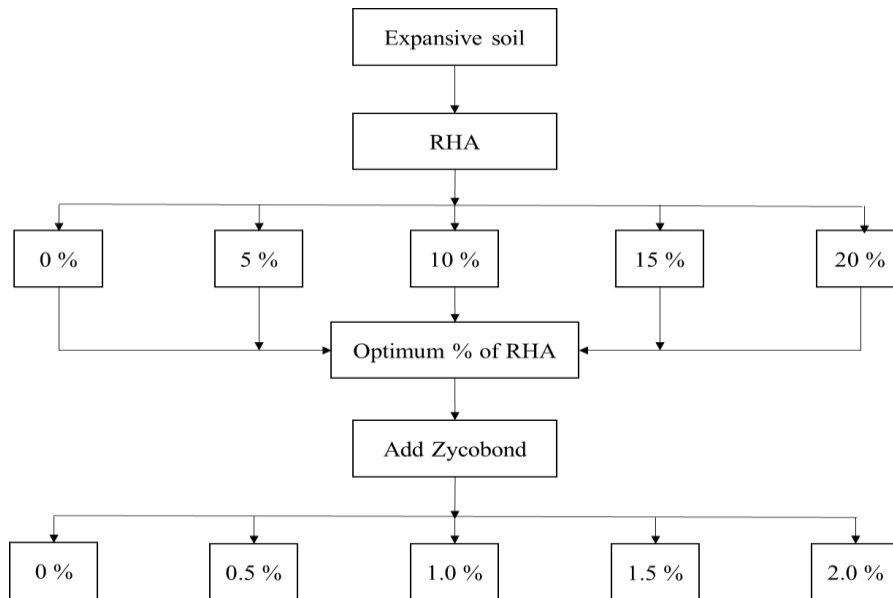 Expansive soil
RHA
0 %
5 %
10 %
15 %
20 %
Optimum % of RHA
Add Zycobond
0 %
0.5 %
1.0 %
1.5 %
2.0 %